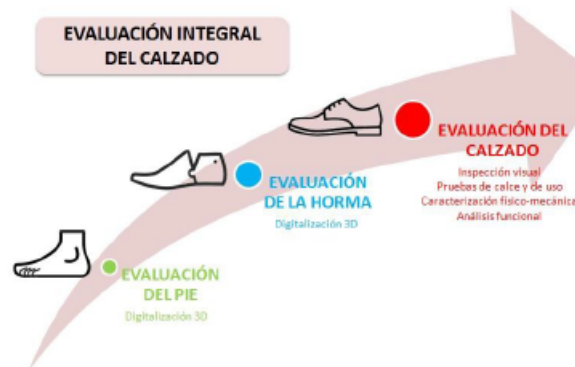 EVALUACIÓN INTEGRAL
DEL CALZADO
EVALUACIÓN DEL
CALZADO
Inspección visual
Pruebas de calce y de uso
Caracterización físico-mecánica
Análisis funcional
EVALUACIÓN
DE LA HORMA
Digitalización 3D
EVALUACIÓN
DEL PIE
Digitalización 3D